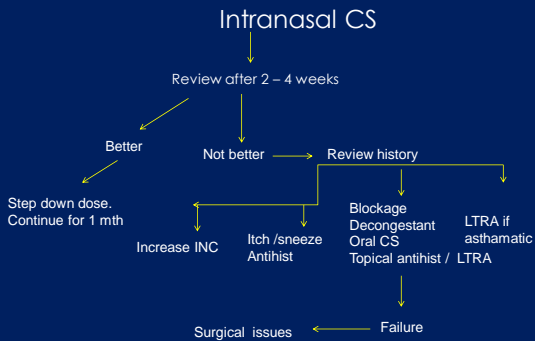 Intranasal CS
Review after 2 – 4 weeks
Better
Not better
Review history
Step down dose.
Continue for 1 mth
Increase INC
Itch /sneeze
Antihist
Blockage
Decongestant
Oral CS
Topical antihist / LTRA
LTRA if
asthmatic
Failure
Surgical issues